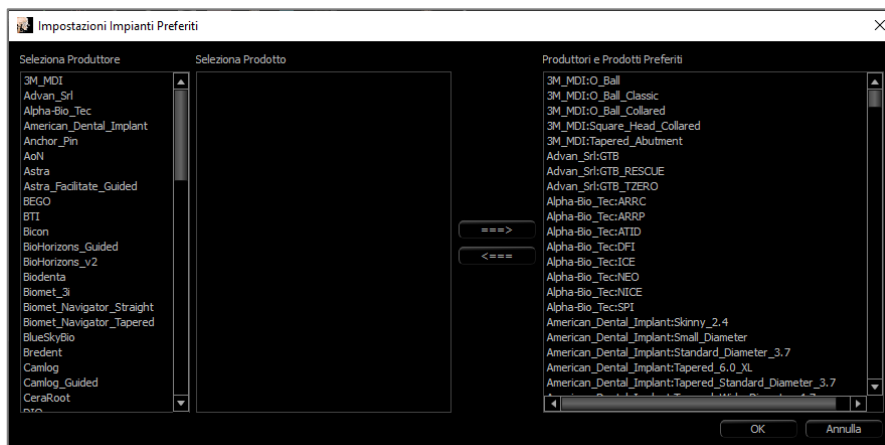 Impostazioni Impianti Preferiti
Seleziona Produttore
3M_MDI
Advan_Srl
Alpha-Bio_Tec
American_Dental_Implant
Anchor_Pin
AoN
Astra
Astra_Facilitate_Guided
BEGO
BTI
Bicon
BioHorizons_Guided
BioHorizons_v2
Biodenta
Biomet_3i
Biomet_Navigator_Straight
Biomet_Navigator_Tapered
BlueSkyBio
Bredent
Camlog
Camlog_Guided
CeraRoot
Seleziona Prodotto
===>
<===
Produttori e Prodotti Preferiti
3M_MDI:O_Ball
3M_MDI:O_Ball_Classic
3M_MDI:O_Ball_Collared
3M_MDI:Square_Head_Collared
3M_MDI:Tapered_Abutment
Advan_Srl:GTB
Advan_Srl:GTB_RESCUE
Advan_Srl:GTB_TZERO
Alpha-Bio_Tec:ARRC
Alpha-Bio_Tec:ARRP
Alpha-Bio_Tec:ATID
Alpha-Bio_Tec:DFI
Alpha-Bio_Tec:ICE
Alpha-Bio_Tec:NEO
Alpha-Bio_Tec:NICE
Alpha-Bio_Tec:SPI
American_Dental_Implant:Skinny_2.4
American_Dental_Implant:Small_Diameter
American_Dental_Implant:Standard_Diameter_3.7
American_Dental_Implant:Tapered_6.0_XL
American_Dental_Implant:Tapered_Standard_Diameter_3.7
OK
Annulla